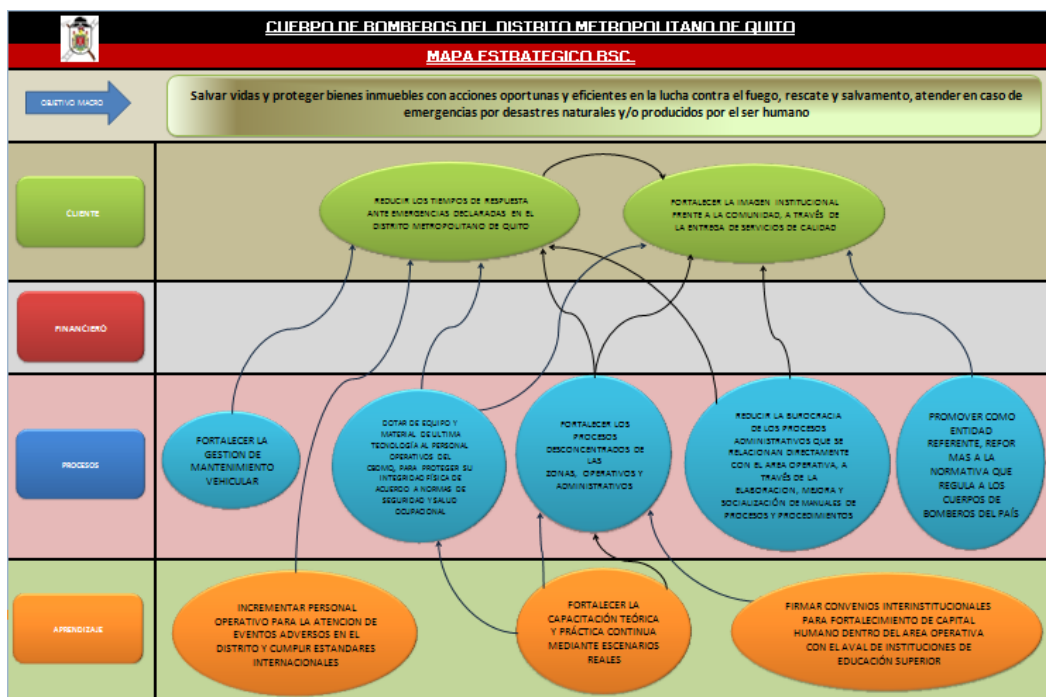 CUERPO DE BOMBEROS DEL DISTRITO METROPOLITANO DE QUITO
MAPA ESTRATEGICO BSC.
OBJETIVO MACRO
Salvar vidas y proteger bienes inmuebles con acciones oportunas y eficientes en la lucha contra el fuego, rescate y salvamento, atender en caso de
emergencias por desastres naturales y/o producidos por el ser humano
CLIENTE
REDUCIR LOS TIEMPOS DE RESPUESTA
ANTE EMERGENCIAS DECLARADAS EN EL
DISTRITO METROPOLITANO DE QUITO
FORTALECER LA IMAGEN INSTITUCIONAL
FRENTE A LA COMUNIDAD, A TRAVÉS DE
LA ENTREGA DE SERVICIOS DE CALIDAD
FINANCIERO
PROCESOS
FORTALECER LA
GESTION DE
MANTENIMIENTO
VEHICULAR
DOTAR DE EQUIPO Y
MATERIAL DE ULTIMA
TECNOLOGÍA AL PERSONAL
OPERATIVOS DEL
CBDMQ, PARA PROTEGER SU
INTEGRIDAD FÍSICA DE
ACUERDO A NORMAS DE
SEGURIDAD Y SALUD
OCUPACIONAL
FORTALECER LOS
PROCESOS
DESCONCENTRADOS DE
LAS
ZONAS, OPERATIVOS Y
ADMINISTRATIVOS
REDUCIR LA BUROCRACIA
DE LOS PROCESOS
ADMINISTRATIVOS QUE SE
RELACIONAN DIRECTAMENTE
CON EL AREA OPERATIVA, A
TRAVÉS DE LA
ELABORACION, MEJORA Y
SOCIALIZACIÓN DE MANUALES DE
PROCESOS Y PROCEDIMIENTOS
PROMOVER COMO
ENTIDAD
REFERENTE, REFOR
MAS A LA
NORMATIVA QUE
REGULA A LOS
CUERPOS DE
BOMBEROS DEL PAÍS
APRENDIZAJE
INCREMENTAR PERSONAL
OPERATIVO PARA LA ATENCION DE
EVENTOS ADVERSOS EN EL
DISTRITO Y CUMPLIR ESTANDARES
INTERNACIONALES
FORTALECER LA
CAPACITACIÓN TEÓRICA
Y PRÁCTICA CONTINUA
MEDIANTE ESCENARIOS
REALES
FIRMAR CONVENIOS INTERINSTITUCIONALES
PARA FORTALECIMIENTO DE CAPITAL
HUMANO DENTRO DEL AREA OPERATIVA
CON EL AVAL DE INSTITUCIONES DE
EDUCACIÓN SUPERIOR